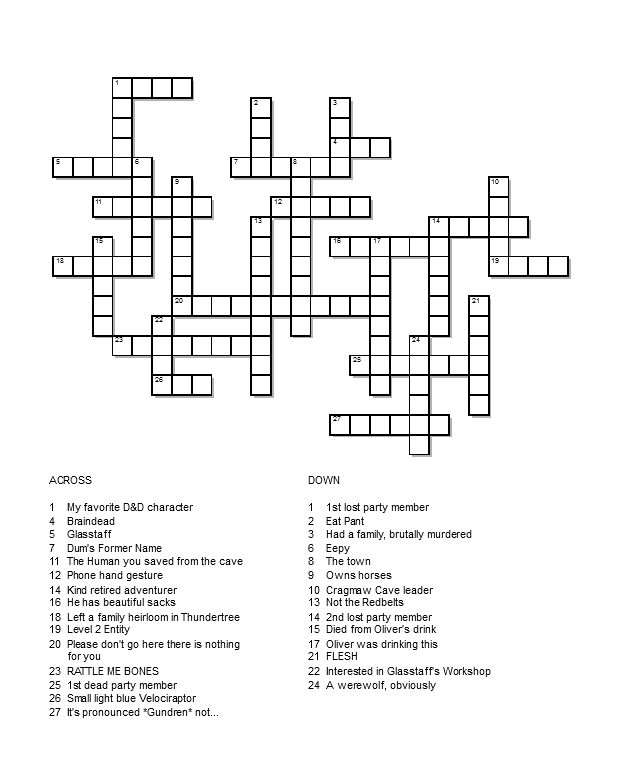 1
2 3
4
5 6 7 8
9 10
11 12
13 14
15 16 17
18 19
20 21
22
23 24
25
26
27
ACROSS
1 My favorite D&D character
4 Braindead
5 Glasstaff
7 Dum's Former Name
11 The Human you saved from the cave
12 Phone hand gesture
14 Kind retired adventurer
16 He has beautiful sacks
18 Left a family heirloom in Thundertree
19 Level 2 Entity
20 Please don't go here there is nothing
for you
23 RATTLE ME BONES
25 1st dead party member
26 Small light blue Velociraptor
27 It's pronounced *Gundren* not...
DOWN
1 1st lost party member
2 Eat Pant
3 Had a family, brutally murdered
6 Eepy
8 The town
9 Owns horses
10 Cragmaw Cave leader
13 Not the Redbelts
14 2nd lost party member
15 Died from Oliver's drink
17 Oliver was drinking this
21 FLESH
22 Interested in Glasstaff's Workshop
24 A werewolf, obviously